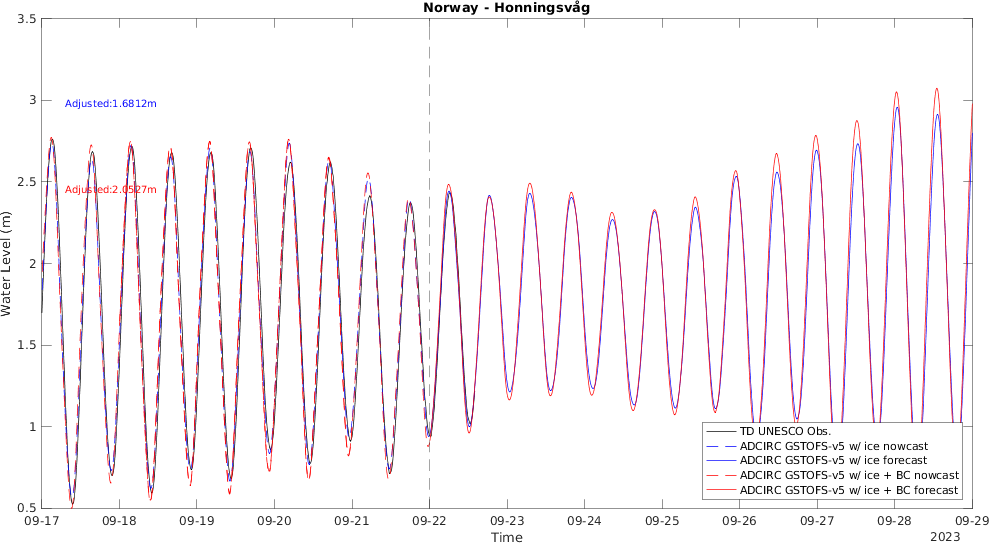 Norway - Honningsvåg
3.5
3
2.5
2
1.5
1
0.5
Water Level (m)
Adjusted:1.6812m
Adjusted:2.0527m
TD UNESCO Obs.
ADCIRC GSTOFS-v5 w/ ice nowcast
ADCIRC GSTOFS-v5 w/ ice forecast
ADCIRC GSTOFS-v5 w/ ice + BC nowcast
ADCIRC GSTOFS-v5 w/ ice + BC forecast
09-17 09-18 09-19 09-20 09-21 09-22 09-23 09-24 09-25 09-26 09-27 09-28 09-29
Time
2023